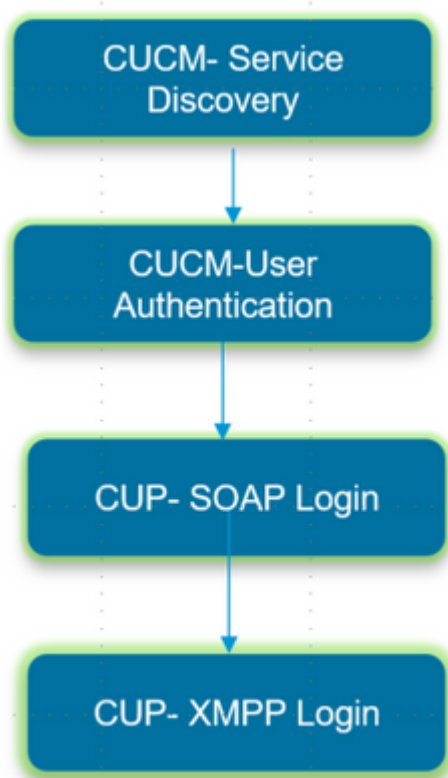 CUCM- Service
Discovery
CUCM-User
Authentication
CUP- SOAP Login
CUP- XMPP Login